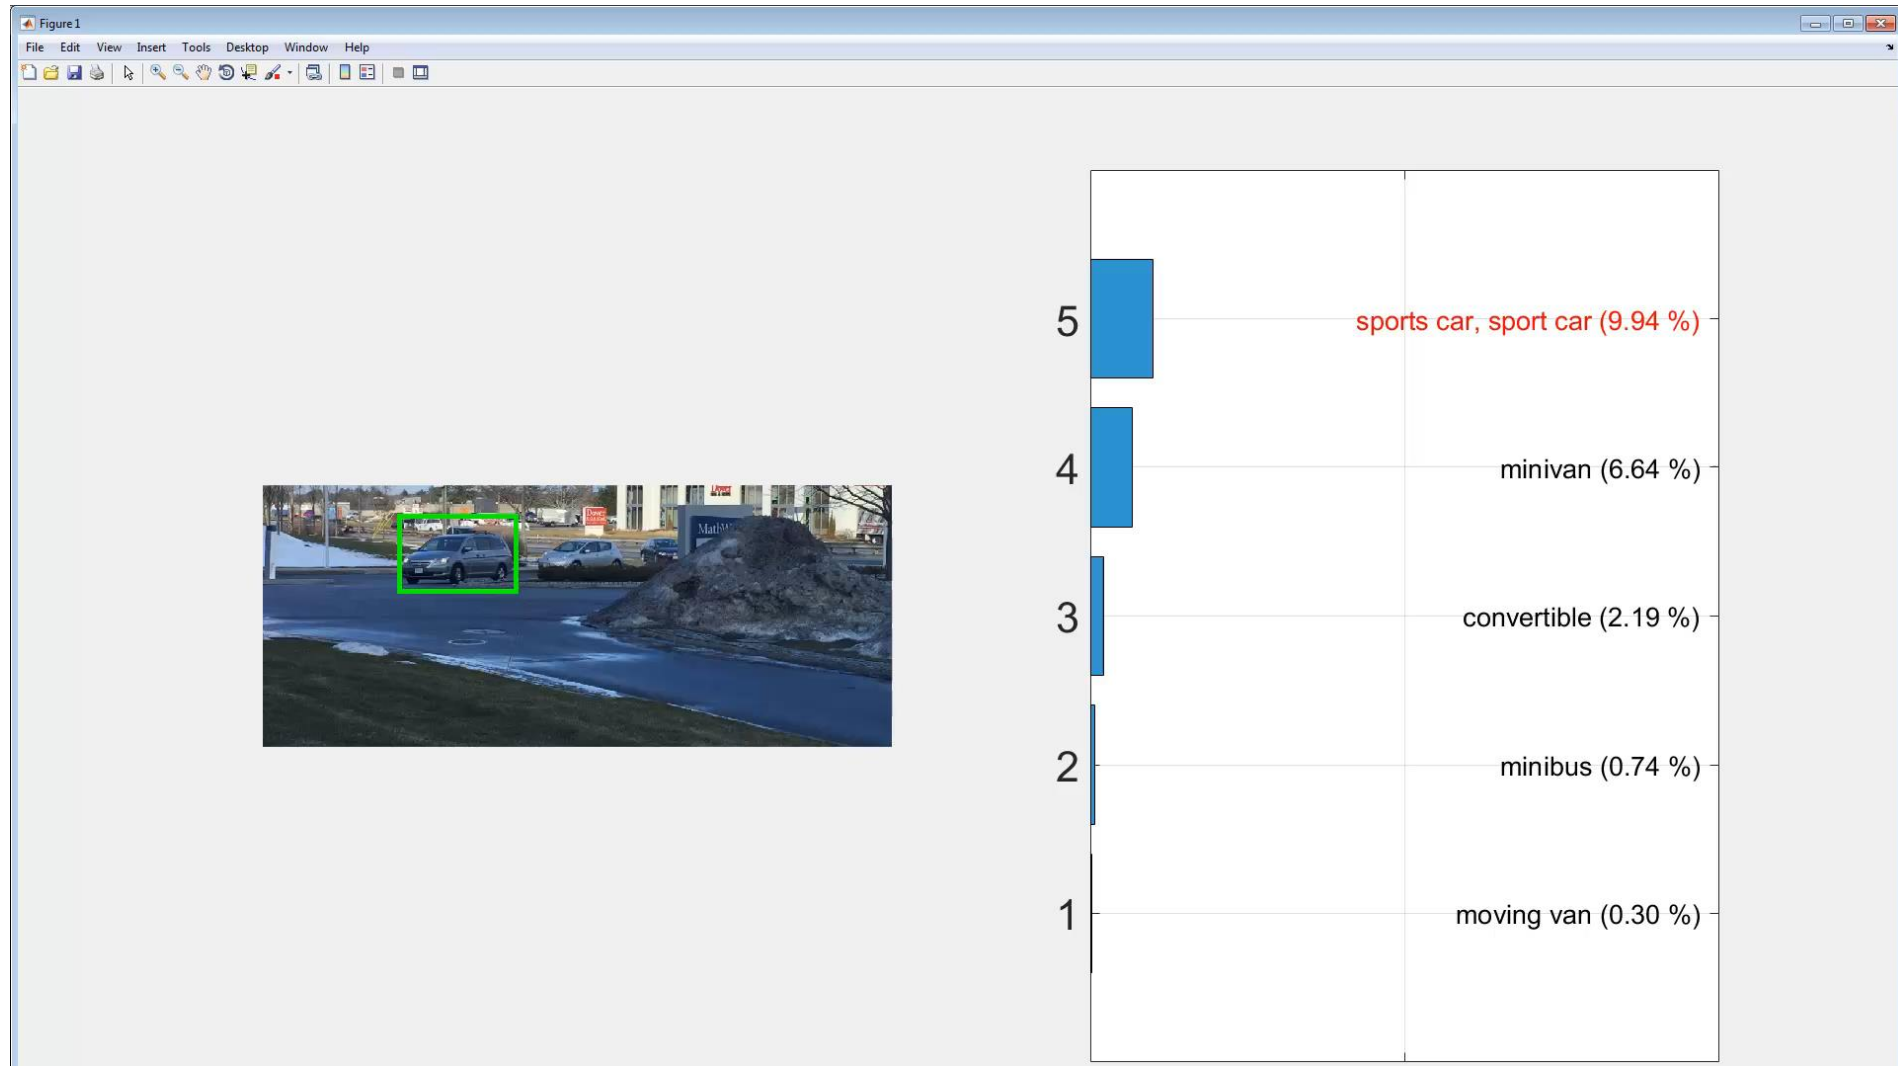 Figure 1
File Edit View Insert Tools Desktop Window Help
5
sports car, sport car (9.94 %)
4
minivan (6.64 %)
3
convertible (2.19 %)
2
minibus (0.74 %)
1
moving van (0.30 %)